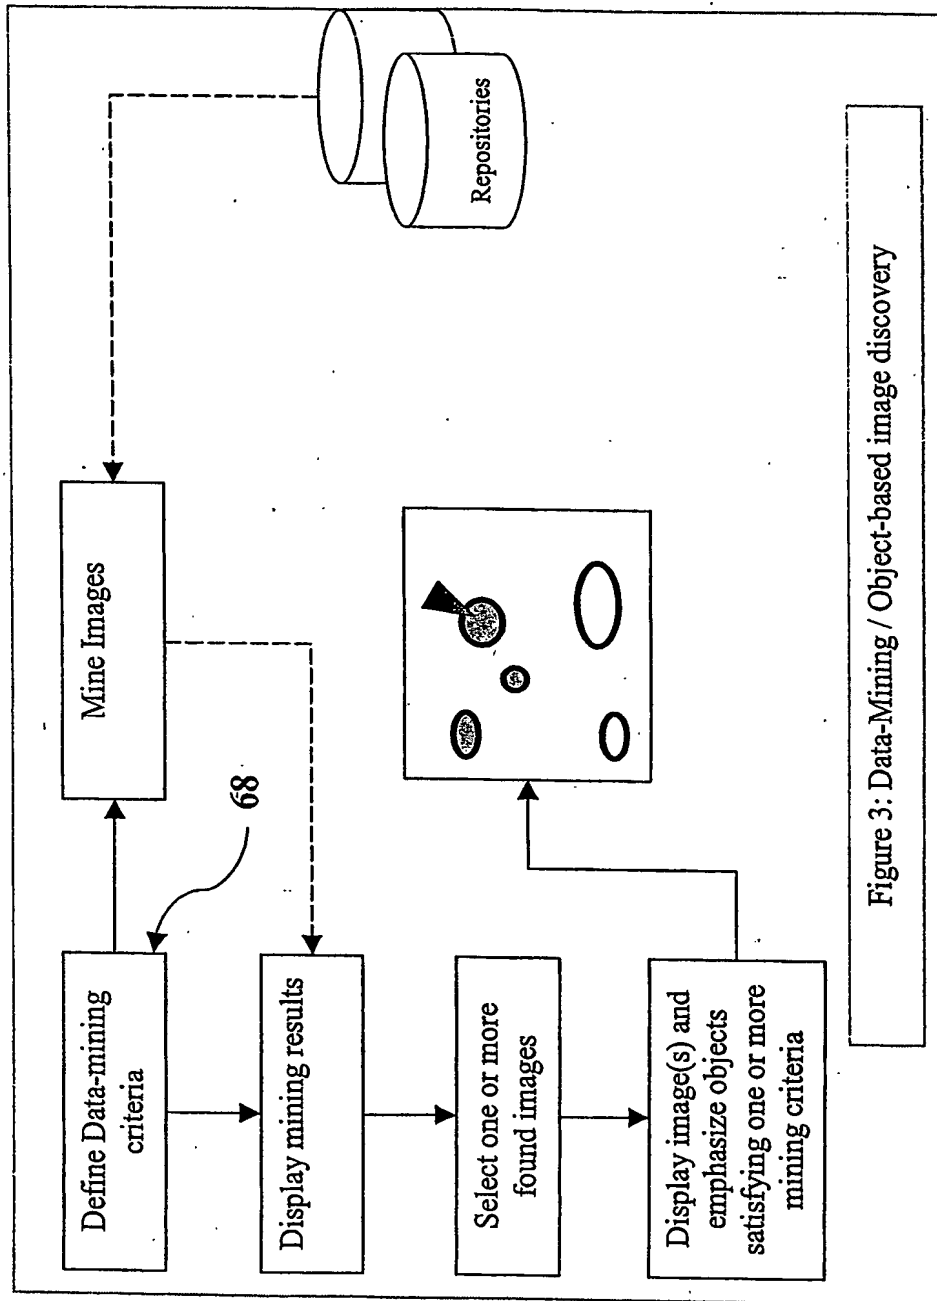 Define Data-mining
criteria
68
Mine Images
Display mining results
Select one or more
found images
Display image(s) and
emphasize objects
satisfying one or more
mining criteria
Repositories
Figure 3: Data-Mining / Object-based image discovery